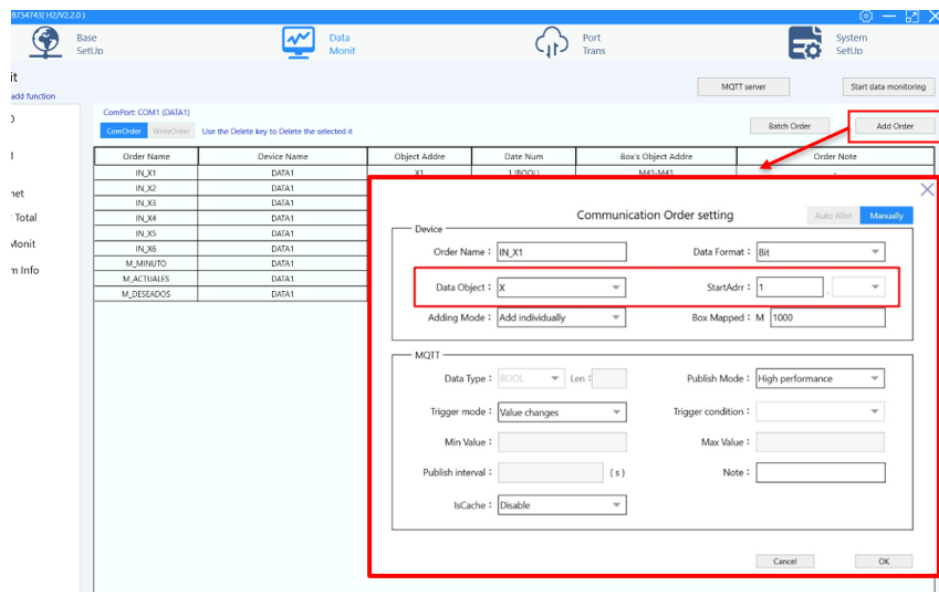 8754743( H2/V2.2.0 )
Base SetUp
Data Monit
Port Trans
System SetUp
it
add function
MQTT server
Start data monitoring
ComPort: COM1 (DATA1)
ComOrder WriteOrder Use the Delete key to Delete the selected it
Batch Order
Add Order
Order Name Device Name Object Addre Date Num Box's Object Addre Order Note
IN_X1 DATA1 X1 1 (BOOL) M43-M43
IN_X2 DATA1
IN_X3 DATA1
IN_X4 DATA1
IN_X5 DATA1
IN_X6 DATA1
M_MINUTO DATA1
M_ACTUALES DATA1
M_DESEADOS DATA1
net
Total
Monit
m Info
Communication Order setting
Auto Allot Manually
Device
Order Name : IN_X1 Data Format : Bit
Data Object : X StartAdrr : 1 .
Adding Mode : Add individually Box Mapped : M 1000
MQTT
Data Type : BOOL Len : Publish Mode : High performance
Trigger mode : Value changes Trigger condition :
Min Value : Max Value :
Publish interval : ( s ) Note :
IsCache : Disable
Cancel OK